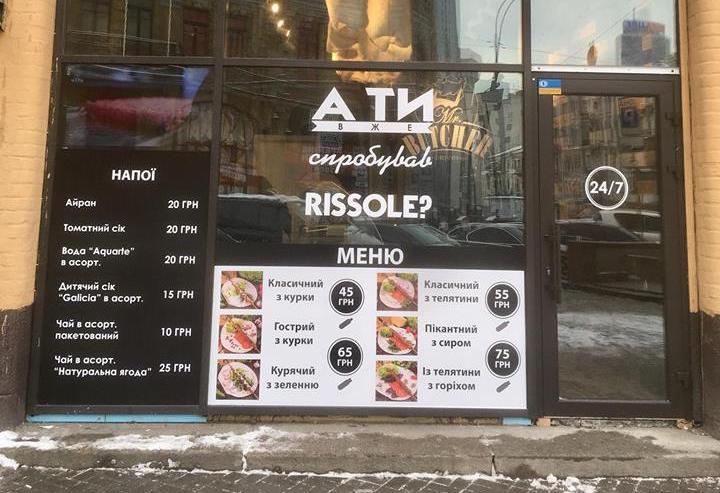 А ТИ
ВЖЕ
спробував
RISSOLE?
Mr.
BUTCHER
24/7
НАПОЇ
Айран 20 ГРН
Томатний сік 20 ГРН
Вода "Aquarte"
в асорт. 20 ГРН
Дитячий сік
"Galicia" в асорт. 15 ГРН
Чай в асорт.
пакетований 10 ГРН
Чай в асорт.
"Натуральна ягода" 25 ГРН
МЕНЮ
Класичний
з курки
Гострий
з курки
Курячий
з зеленню
45
ГРН
65
ГРН
Класичний
з телятини
Пікантний
з сиром
Із телятини
з горіхом
55
ГРН
75
ГРН